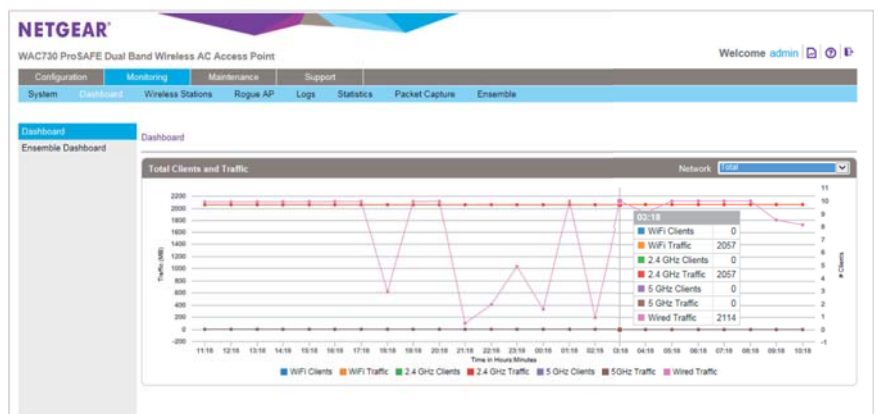 NETGEAR®
WAC730 ProSAFE Dual Band Wireless AC Access Point
Welcome admin
Configuration Monitoring Maintenance Support
System Dashboard Wireless Stations Rogue AP Logs Statistics Packet Capture Ensemble
Dashboard
Ensemble Dashboard
Dashboard
Total Clients and Traffic
Network Total
2200
2000
1800
1600
1400
1200
1000
800
600
400
200
0
-200
Traffic (MB)
03:18
WiFi Clients 0
WiFi Traffic 2057
2.4 GHz Clients 0
2.4 GHz Traffic 2057
5 GHz Clients 0
5 GHz Traffic 0
Wired Traffic 2114
11
10
9
8
7
6
5
4
3
2
1
0
-1
# Clients
11:18 12:18 13:18 14:18 15:18 16:18 17:18 18:18 19:18 20:18 21:18 22:18 23:18 00:18 01:18 02:18 03:18 04:18 05:18 06:18 07:18 08:18 09:18 10:18
Time in Hours:Minutes
WiFi Clients WiFi Traffic 2.4 GHz Clients 2.4 GHz Traffic 5 GHz Clients 5GHz Traffic Wired Traffic